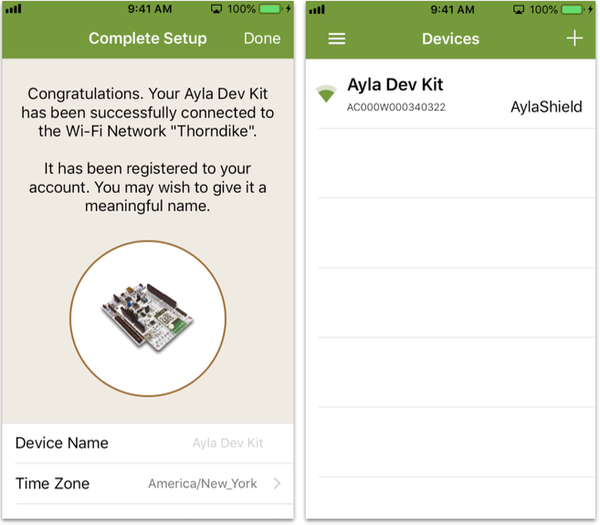 9:41 AM 100%
Complete Setup Done
Congratulations. Your Ayla Dev Kit
has been successfully connected to
the Wi-Fi Network "Thorndike".
It has been registered to your
account. You may wish to give it a
meaningful name.
Device Name Ayla Dev Kit
Time Zone America/New_York
9:41 AM 100%
Devices
Ayla Dev Kit
AC000W000340322 AylaShield